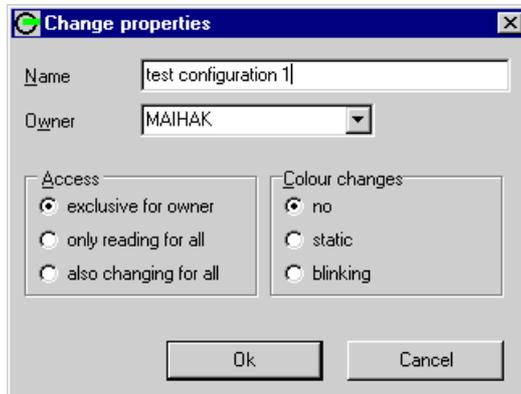 Change properties
Name test configuration 1
Owner MAIHAK
Access
exclusive for owner
only reading for all
also changing for all
Colour changes
no
static
blinking
Ok Cancel